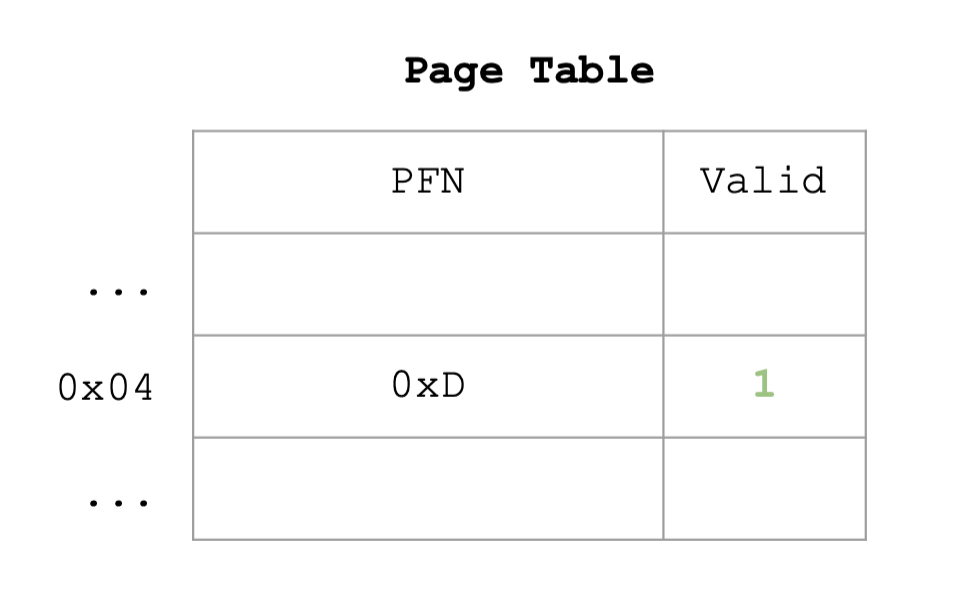 Page Table
PFN Valid
...
0x04 0xD 1
...